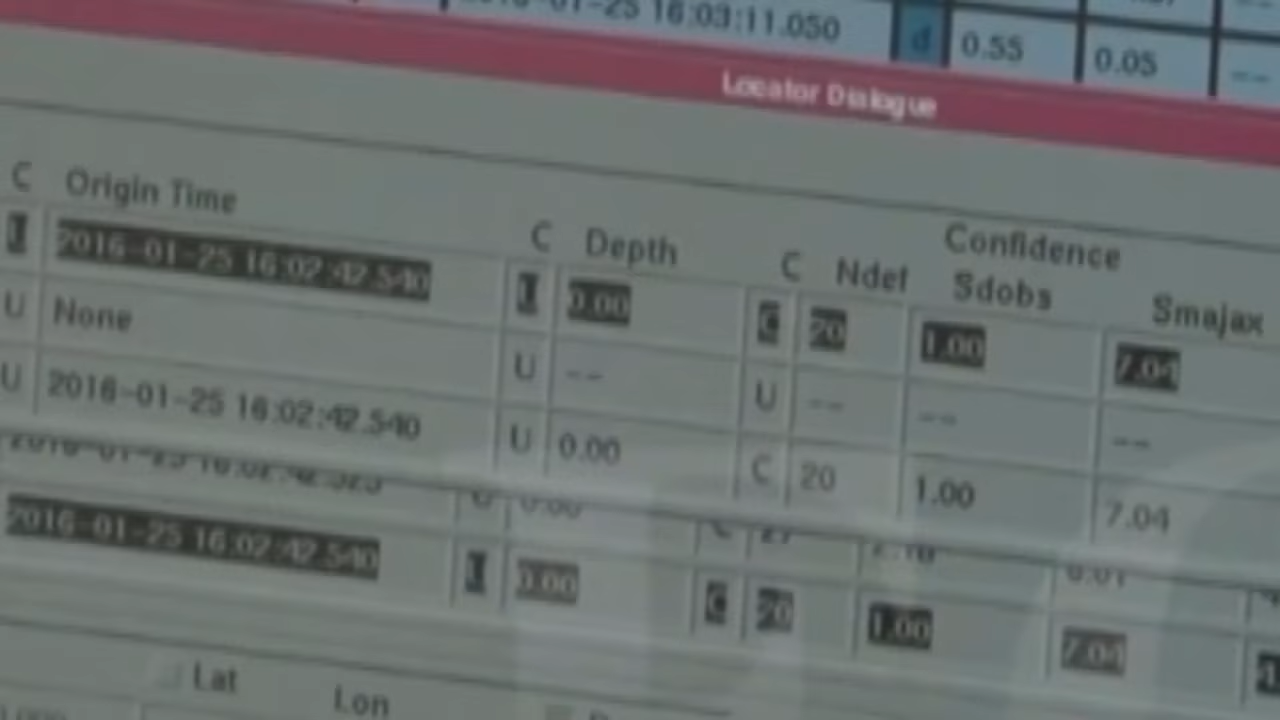 2016-01-25 16:03:11.050 d 0.55 0.05 --
Locator Dialogue
C Origin Time C Depth C Ndef Confidence Sdobs Smajax
2016-01-25 16:02:42.540 0.00 C 20 1.00 7.04
U None U -- U -- -- --
U 2016-01-25 16:02:42.540 U 0.00 C 20 1.00 7.04
2016-01-25 16:02:42.540 0.00 C 20 1.00 7.04
Lat Lon